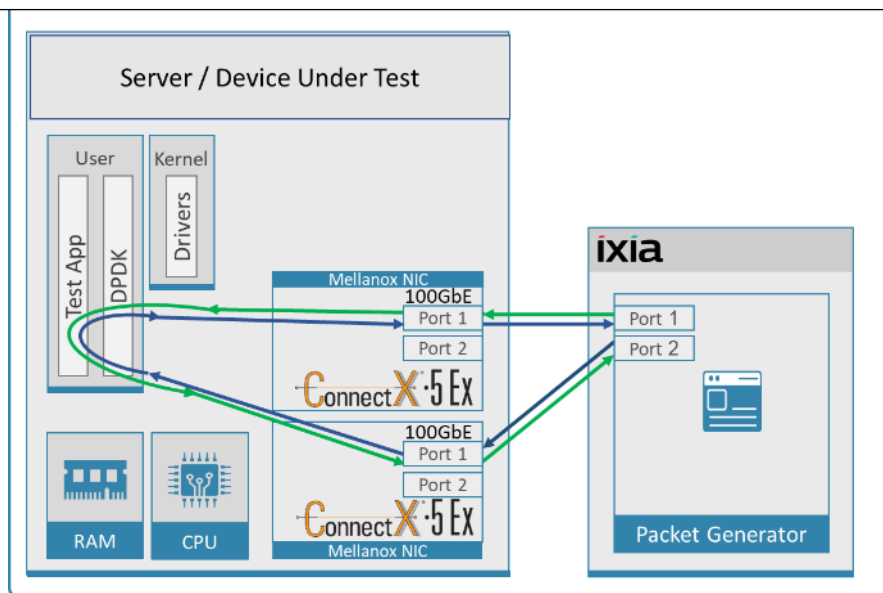 Server / Device Under Test
User
Kernel
Test App
DPDK
Drivers
Mellanox NIC
100GbE
Port 1
Port 2
ConnectX·5 Ex
100GbE
Port 1
Port 2
ConnectX·5 Ex
Mellanox NIC
RAM
CPU
ixia
Port 1
Port 2
Packet Generator